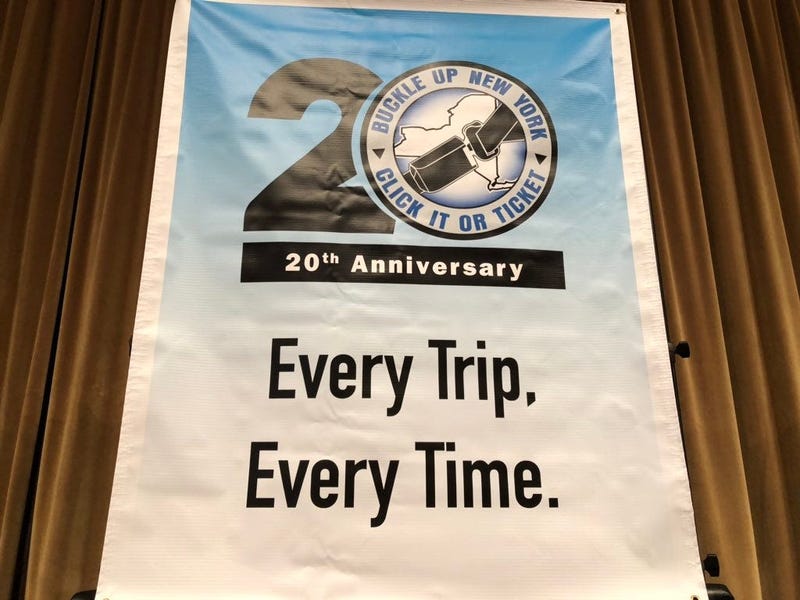 20
BUCKLE UP NEW YORK
CLICK IT OR TICKET
20th Anniversary
Every Trip,
Every Time.